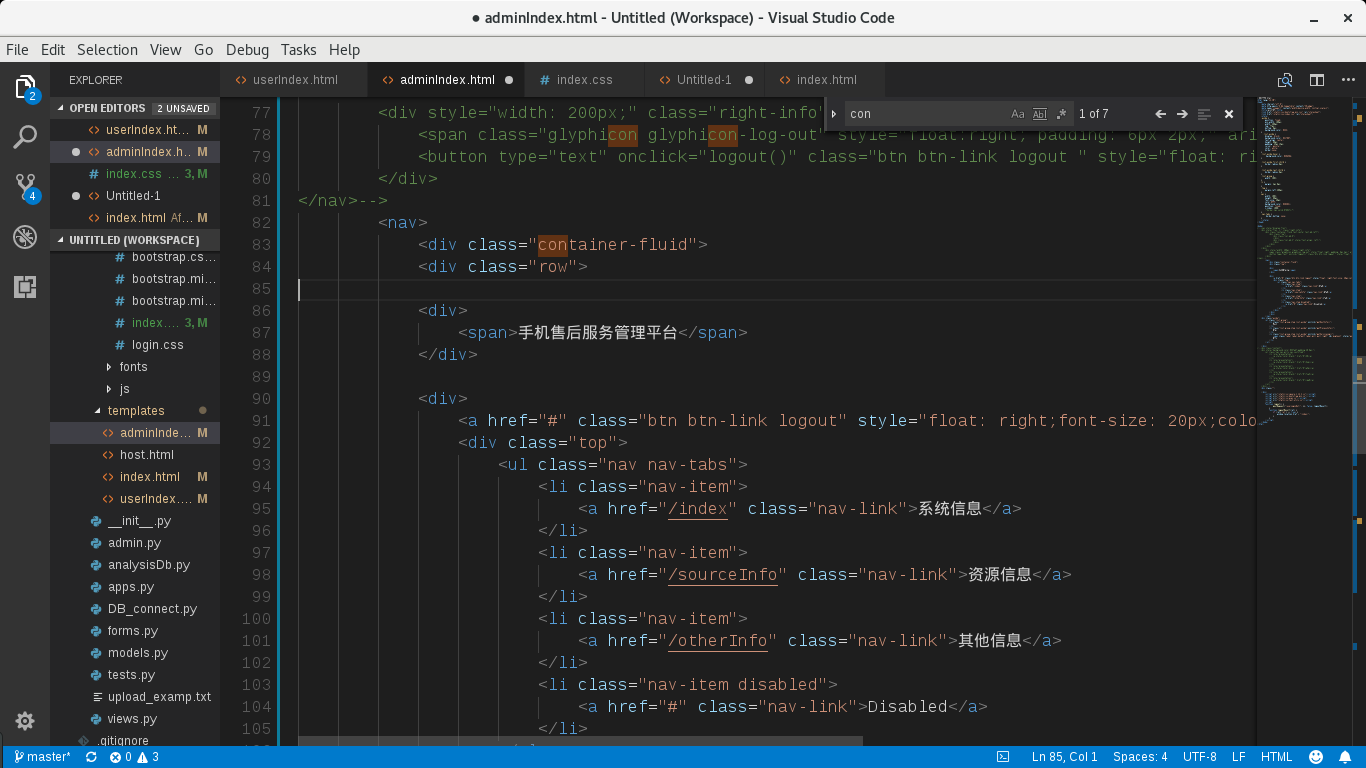 ● adminIndex.html - Untitled (Workspace) - Visual Studio Code
File Edit Selection View Go Debug Tasks Help
2
4
EXPLORER
OPEN EDITORS 2 UNSAVED
userIndex.ht... M
adminIndex.h... M
index.css ... 3, M
Untitled-1
index.html Af... M
UNTITLED (WORKSPACE)
bootstrap.cs...
bootstrap.mi...
bootstrap.mi...
index.... 3, M
login.css
fonts
js
templates
adminInde... M
host.html
index.html M
userIndex.... M
__init__.py
admin.py
analysisDb.py
apps.py
DB_connect.py
forms.py
models.py
tests.py
upload_examp.txt
views.py
.gitignore
userIndex.html adminIndex.html index.css Untitled-1 index.html
con Aa Abl .* 1 of 7
77 <div style="width: 200px;" class="right-info"
78 <span class="glyphicon glyphicon-log-out" style="float:right; padding: 6px 2px;" ari
79 <button type="text" onclick="logout()" class="btn btn-link logout " style="float: ri
80 </div>
81 </nav>-->
82 <nav>
83 <div class="container-fluid">
84 <div class="row">
85
86 <div>
87 <span>手机售后服务管理平台</span>
88 </div>
89
90 <div>
91 <a href="#" class="btn btn-link logout" style="float: right;font-size: 20px;colo
92 <div class="top">
93 <ul class="nav nav-tabs">
94 <li class="nav-item">
95 <a href="/index" class="nav-link">系统信息</a>
96 </li>
97 <li class="nav-item">
98 <a href="/sourceInfo" class="nav-link">资源信息</a>
99 </li>
100 <li class="nav-item">
101 <a href="/otherInfo" class="nav-link">其他信息</a>
102 </li>
103 <li class="nav-item disabled">
104 <a href="#" class="nav-link">Disabled</a>
105 </li>
master* 0 3 Ln 85, Col 1 Spaces: 4 UTF-8 LF HTML